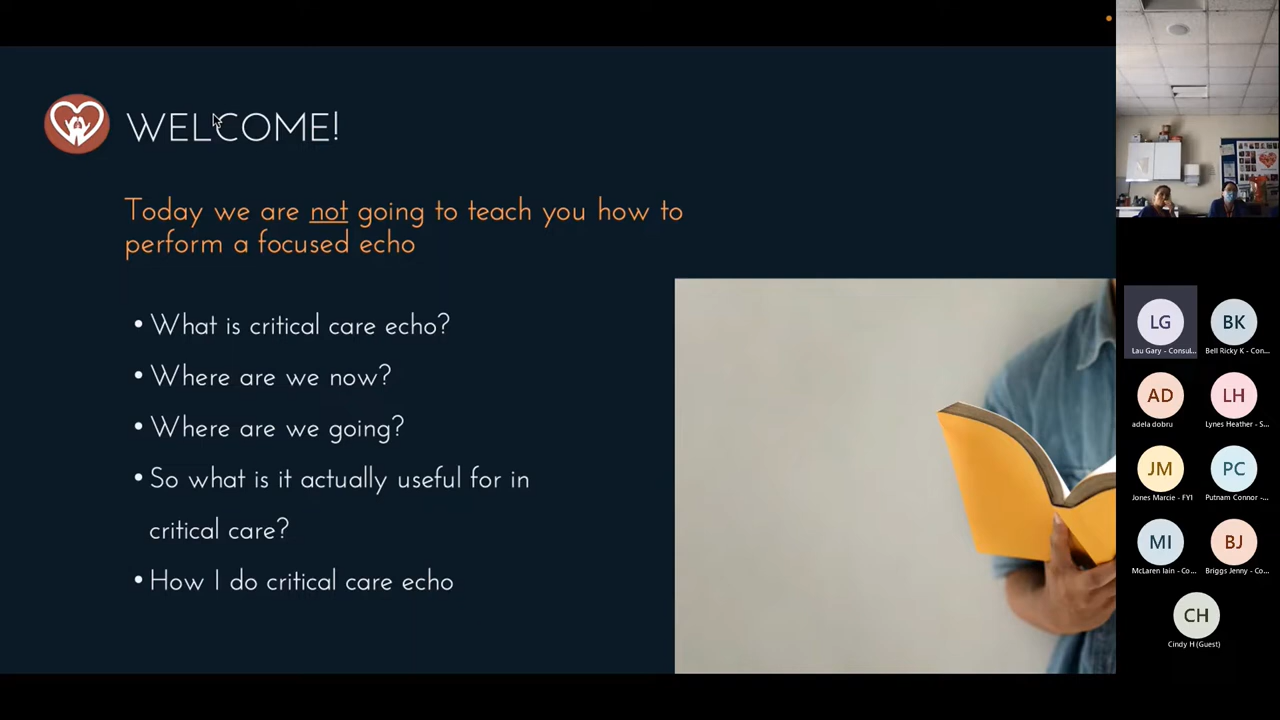 WELCOME!
Today we are not going to teach you how to
perform a focused echo
• What is critical care echo?
• Where are we now?
• Where are we going?
• So what is it actually useful for in
critical care?
• How I do critical care echo
LG
Lau Gary - Consul...
BK
Bell Ricky K - Con...
AD
adela dobru
LH
Lynes Heather - S...
JM
Jones Marcie - FY1
PC
Putnam Connor -...
MI
McLaren Iain - Co...
BJ
Briggs Jenny - Co...
CH
Cindy H (Guest)